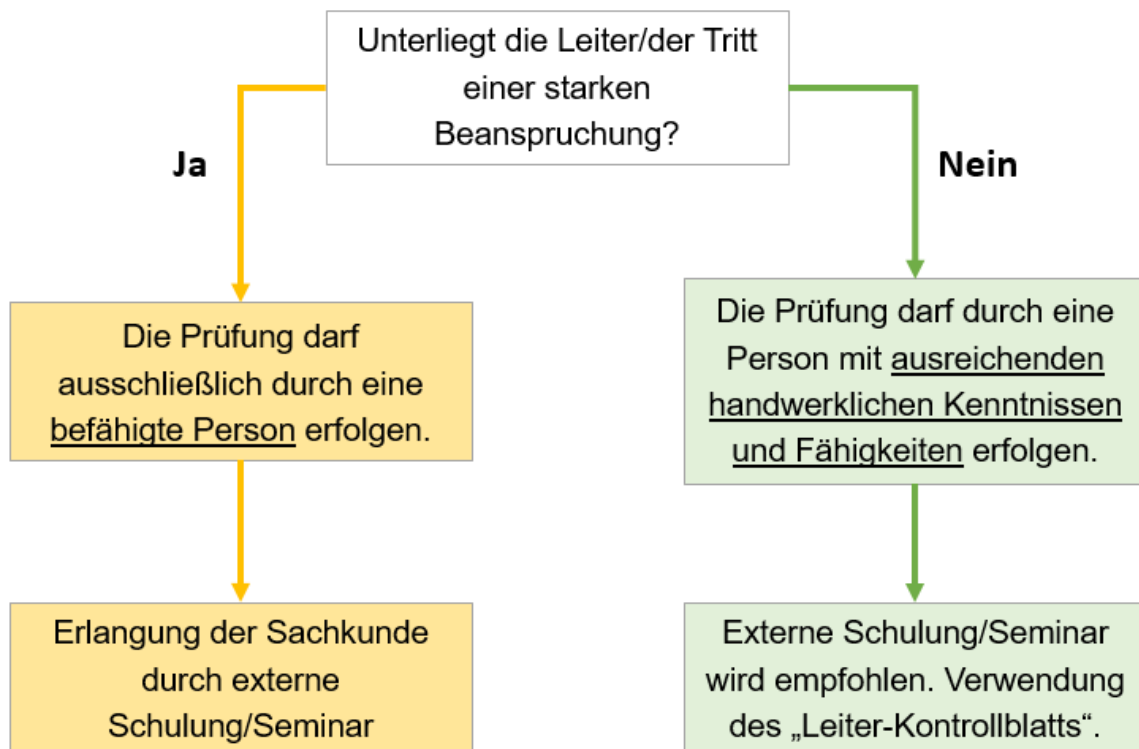 Unterliegt die Leiter/der Tritt
einer starken
Beanspruchung?
Ja
Nein
Die Prüfung darf
ausschließlich durch eine
befähigte Person erfolgen.
Die Prüfung darf durch eine
Person mit ausreichenden
handwerklichen Kenntnissen
und Fähigkeiten erfolgen.
Erlangung der Sachkunde
durch externe
Schulung/Seminar
Externe Schulung/Seminar
wird empfohlen. Verwendung
des „Leiter-Kontrollblatts“.